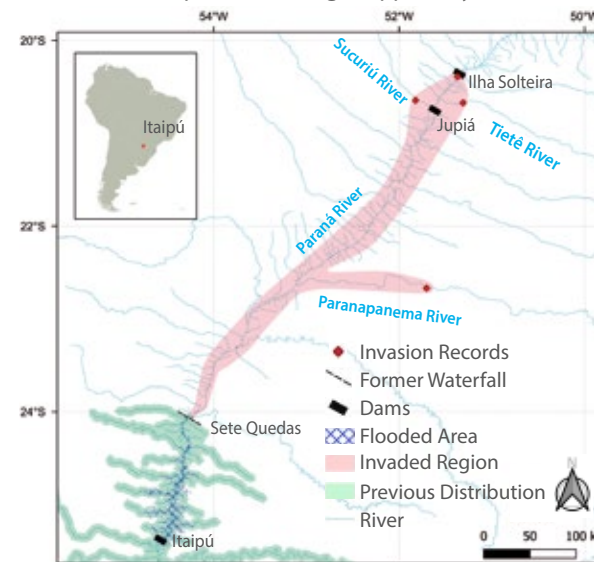 54°W
52°W
50°W
20°S
22°S
24°S
Itaipú
Sucuriú River
Ilha Solteira
Jupiá
Tietê River
Paraná River
Paranapanema River
Sete Quedas
Itaipú
Invasion Records
Former Waterfall
Dams
Flooded Area
Invaded Region
Previous Distribution
River
N
0 50 100 k